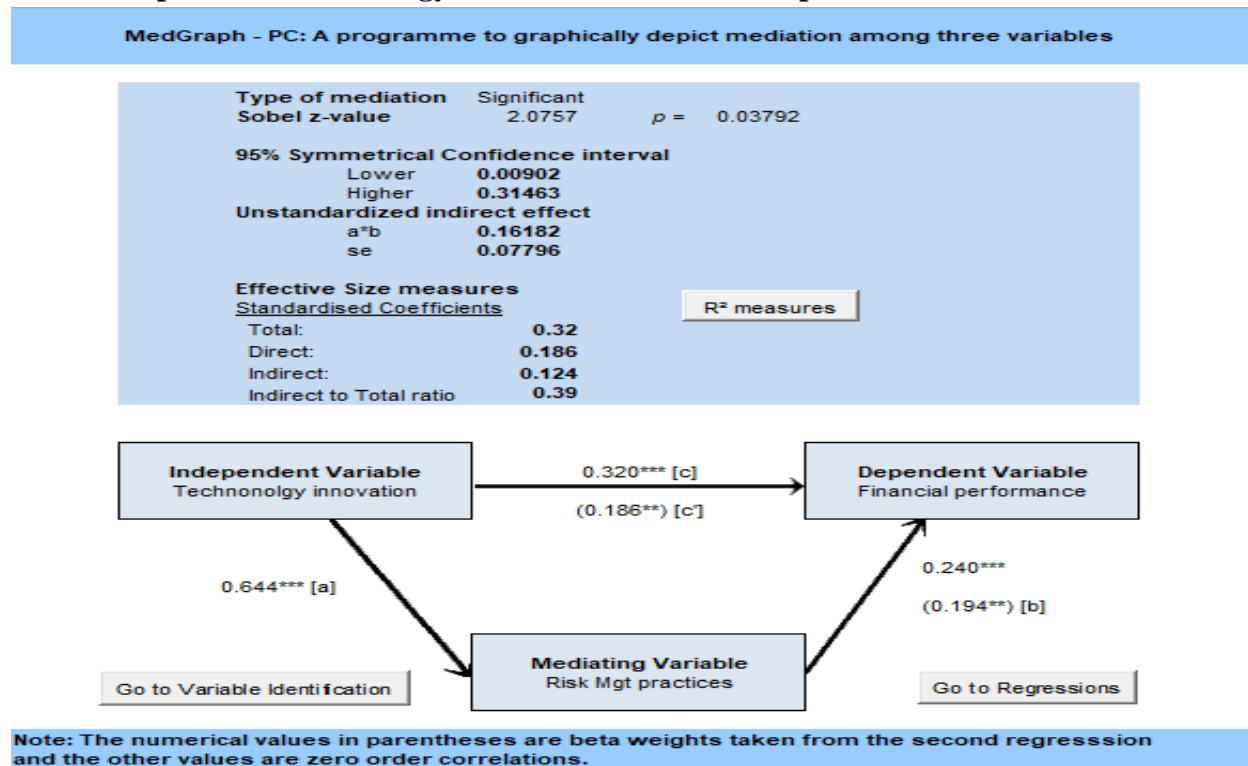 MedGraph - PC: A programme to graphically depict mediation among three variables
Type of mediation Significant
Sobel z-value 2.0757 p = 0.03792
95% Symmetrical Confidence interval
Lower 0.00902
Higher 0.31463
Unstandardized indirect effect
a*b 0.16182
se 0.07796
Effective Size measures
Standardised Coefficients
R² measures
Total: 0.32
Direct: 0.186
Indirect: 0.124
Indirect to Total ratio 0.39
Independent Variable
Technonolgy innovation
0.320*** [c]
(0.186**) [c']
Dependent Variable
Financial performance
0.644*** [a]
0.240***
(0.194**) [b]
Mediating Variable
Risk Mgt practices
Go to Variable Identification
Go to Regressions
Note: The numerical values in parentheses are beta weights taken from the second regresssion
and the other values are zero order correlations.